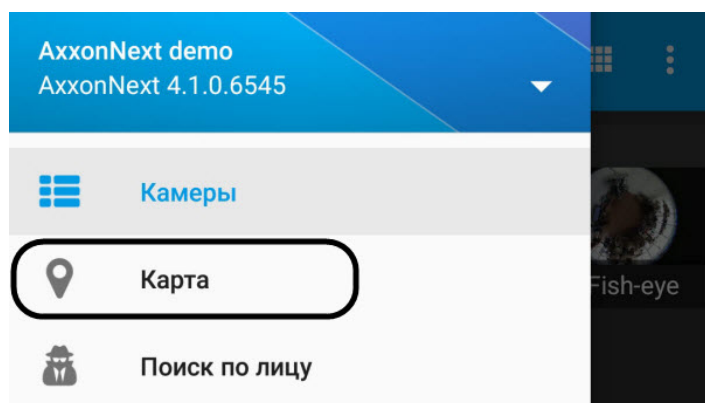 AxxonNext demo
AxxonNext 4.1.0.6545
Камеры
Карта
Fish-eye
Поиск по лицу